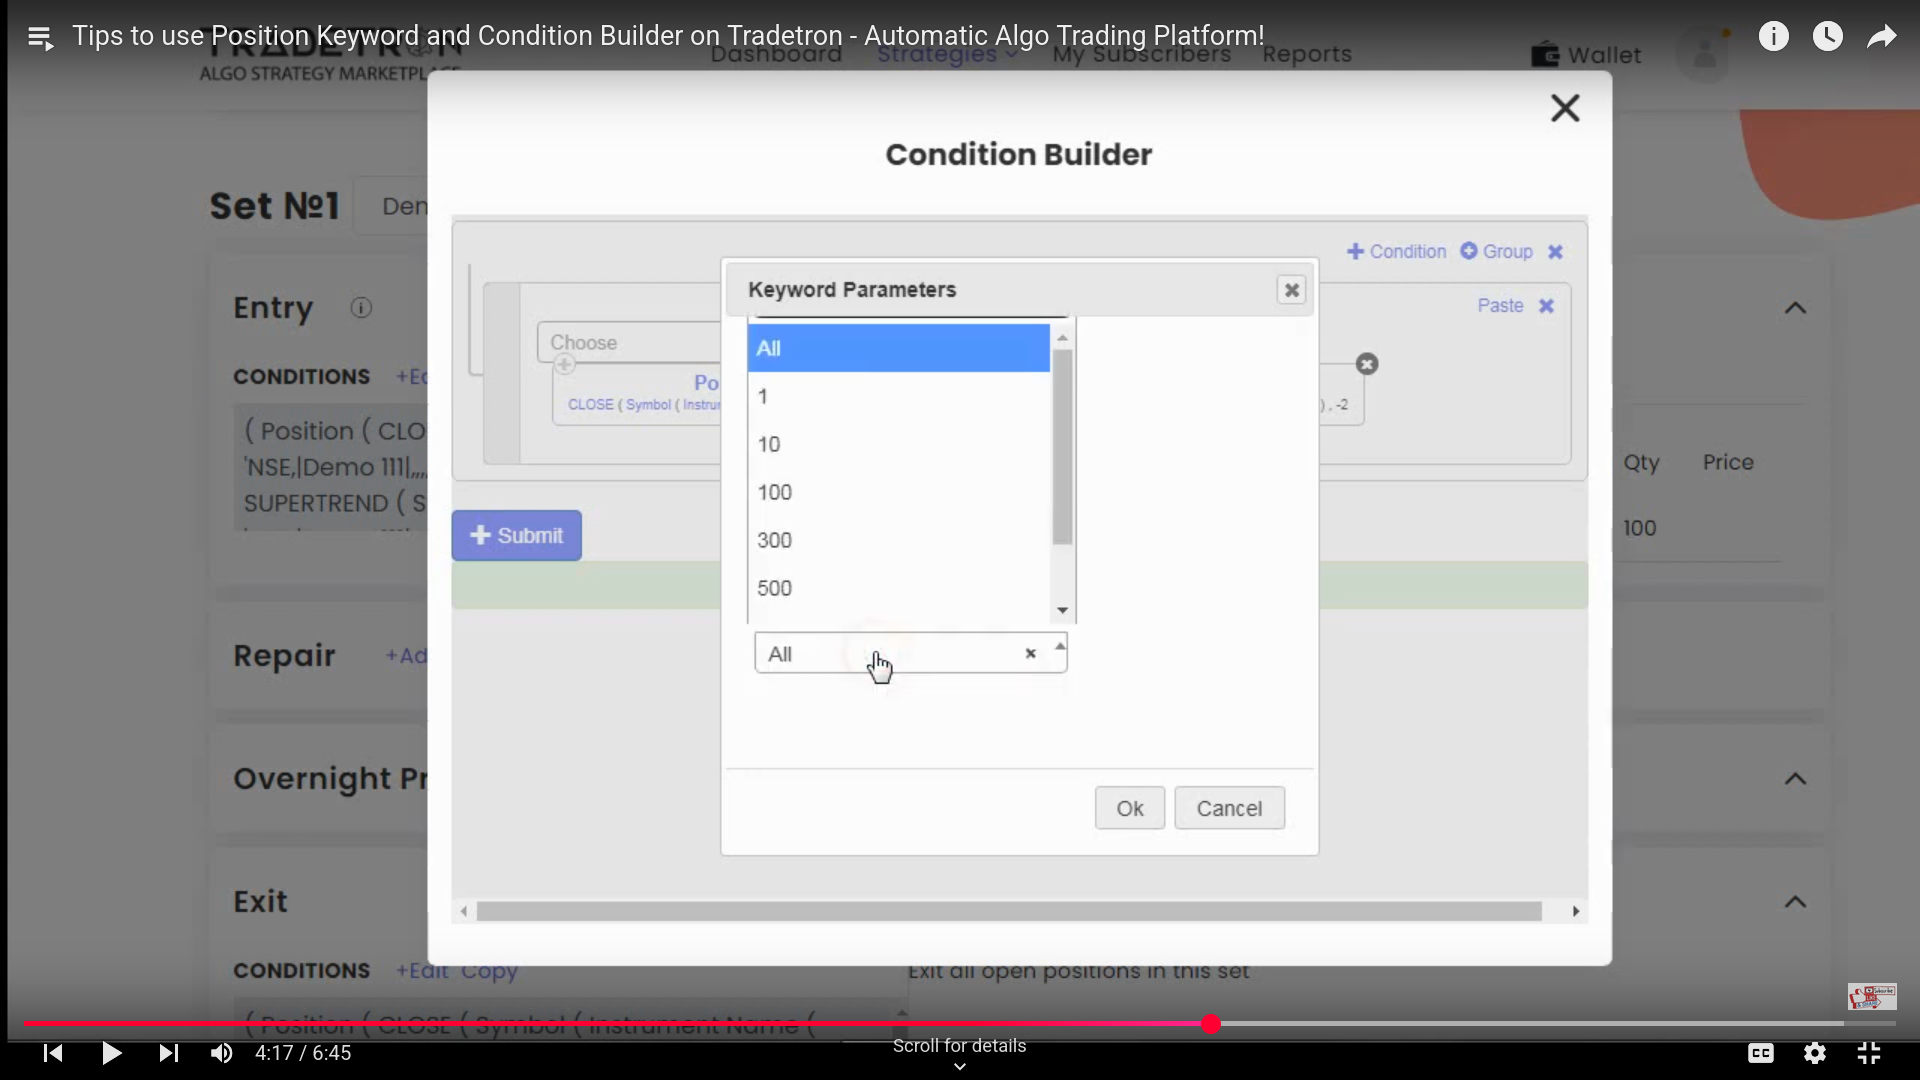 Tips to use Position Keyword and Condition Builder on Tradetron - Automatic Algo Trading Platform!
TRADETRON
ALGO STRATEGY MARKETPL
Dashboard
Strategies
My Subscribers
Reports
Wallet
Condition Builder
Set №1
Den
+ Condition
Group
Keyword Parameters
Entry
Paste
Choose
All
CONDITIONS
Po
1
CLOSE ( Symbol ( Instrum
) , -2
( Position ( CLO
10
'NSE,|Demo 111|,,,,
SUPERTREND ( S
100
Qty
Price
+ Submit
300
100
500
Repair
All
Overnight Pr
Ok
Cancel
Exit
CONDITIONS
+Edit
Copy
Exit all open positions in this set
( Position ( CLOSE ( Symbol ( Instrument Name (
4:17 / 6:45
Scroll for details
CC